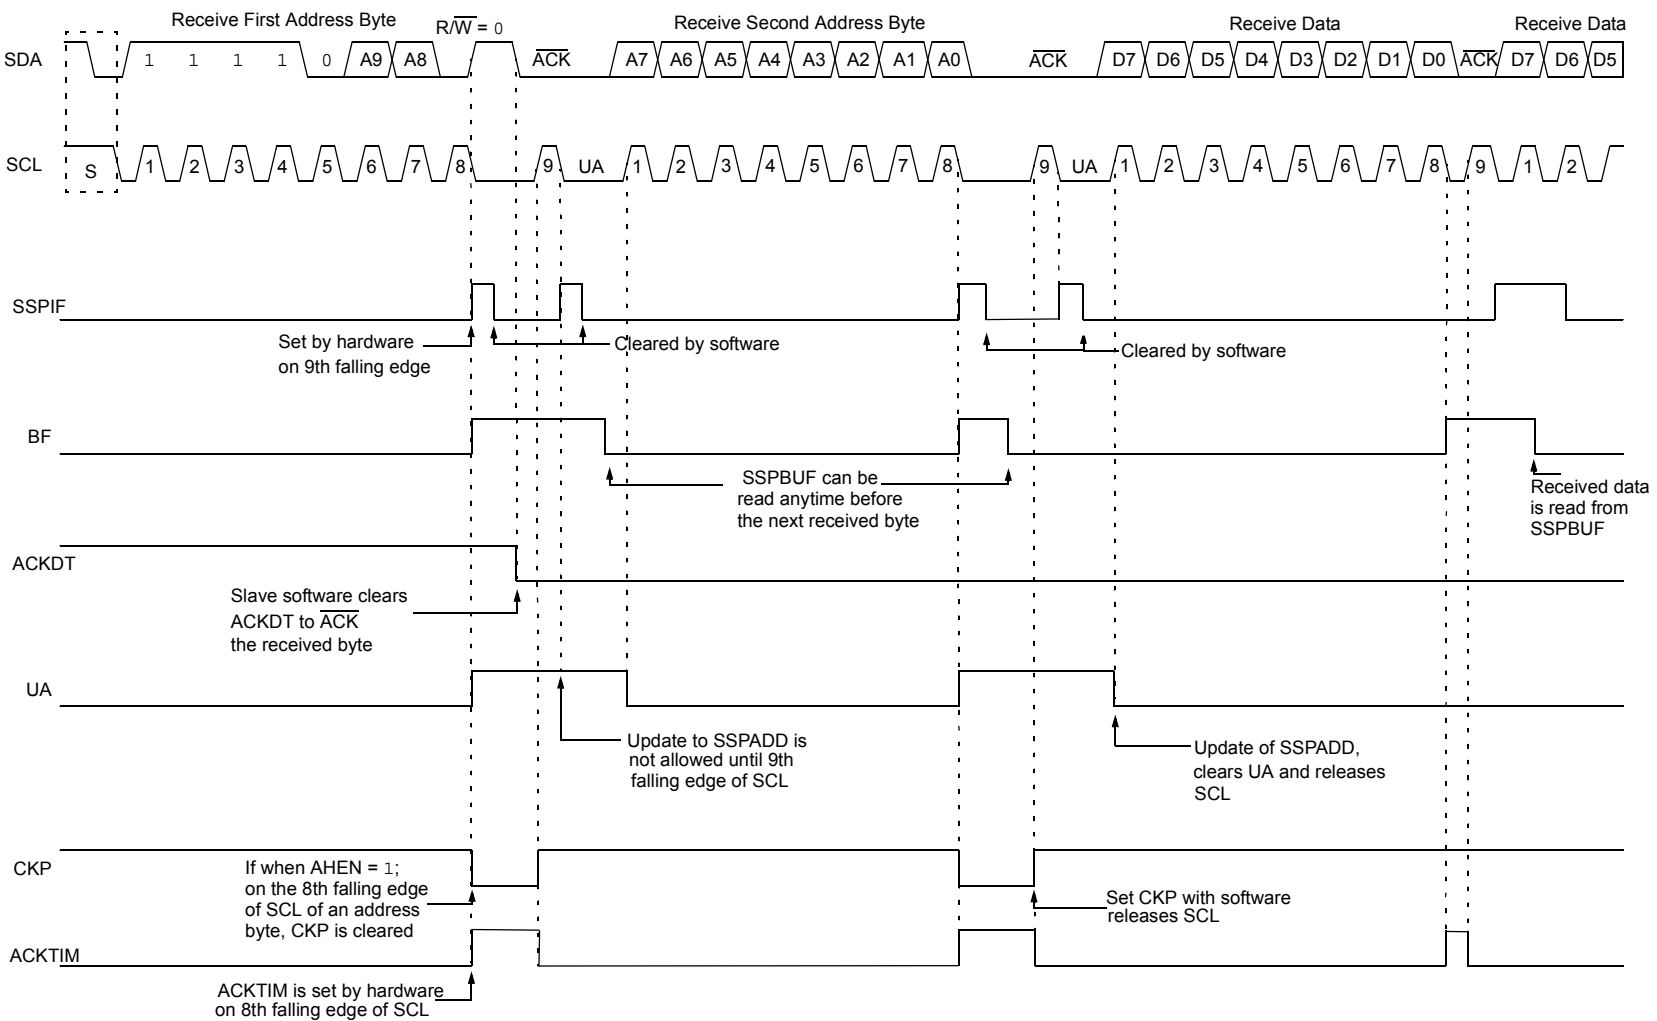 Receive First Address Byte
R/W = 0
Receive Second Address Byte
Receive Data
Receive Data
SDA
1 1 1 1 0 A9 A8
ACK
A7 A6 A5 A4 A3 A2 A1 A0
ACK
D7 D6 D5 D4 D3 D2 D1 D0
ACK
D7 D6 D5
SCL
S
1 2 3 4 5 6 7 8
9
UA
1 2 3 4 5 6 7 8
9
UA
1 2 3 4 5 6 7 8
9
1 2
SSPIF
Set by hardware
on 9th falling edge
Cleared by software
Cleared by software
BF
SSPBUF can be
read anytime before
the next received byte
Received data
is read from
SSPBUF
ACKDT
Slave software clears
ACKDT to ACK
the received byte
UA
Update to SSPADD is
not allowed until 9th
falling edge of SCL
Update of SSPADD,
clears UA and releases
SCL
CKP
If when AHEN = 1;
on the 8th falling edge
of SCL of an address
byte, CKP is cleared
Set CKP with software
releases SCL
ACKTIM
ACKTIM is set by hardware
on 8th falling edge of SCL